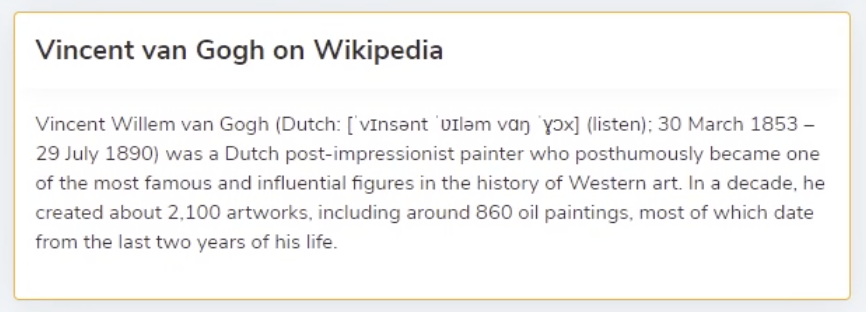 Vincent van Gogh on Wikipedia
Vincent Willem van Gogh (Dutch: [ˈvɪnsənt ˈʋɪləm vɑŋ ˈɣɔx] (listen); 30 March 1853 –
29 July 1890) was a Dutch post-impressionist painter who posthumously became one
of the most famous and influential figures in the history of Western art. In a decade, he
created about 2,100 artworks, including around 860 oil paintings, most of which date
from the last two years of his life.